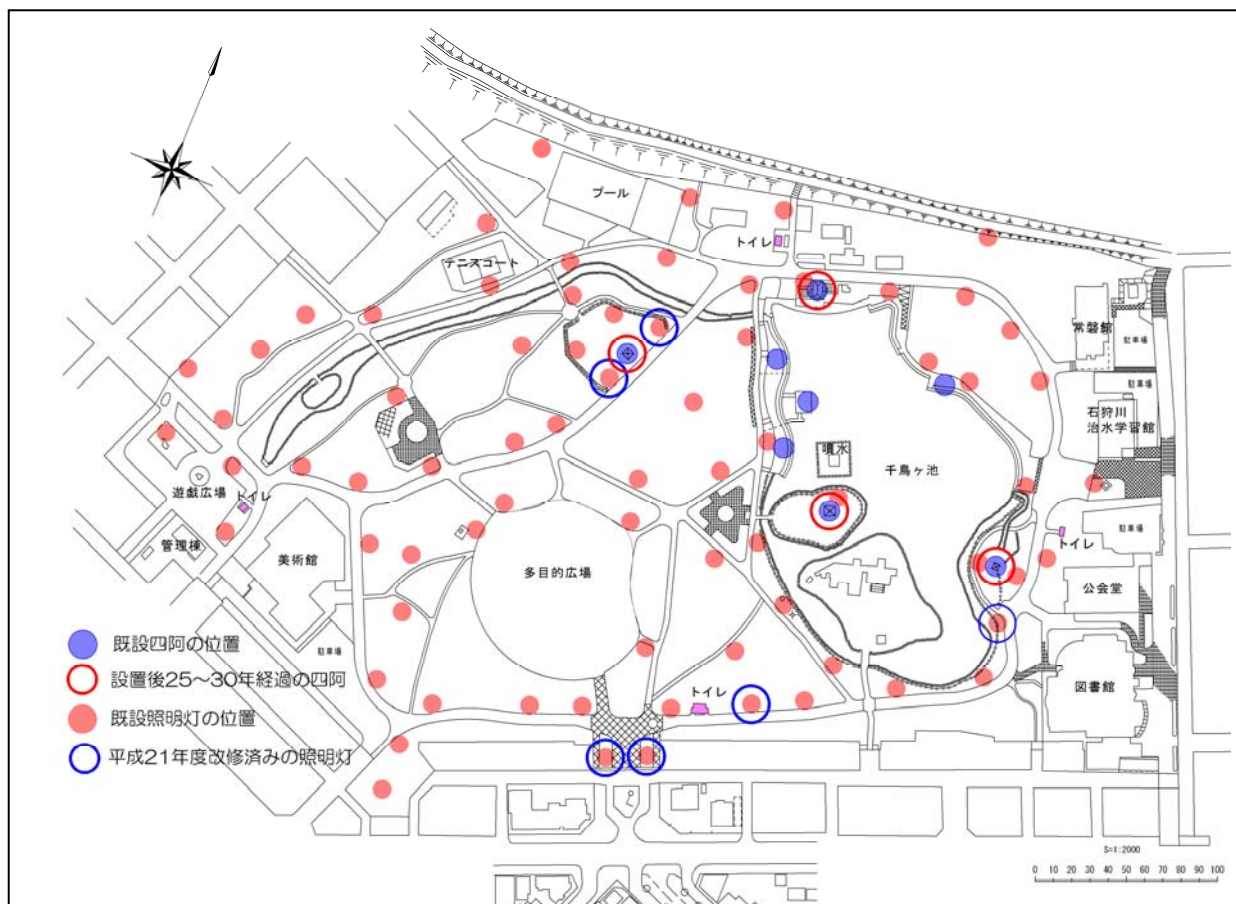 プール
トイレ
テニスコート
常磐館
駐車場
駐車場
石狩川
治水学習館
噴水
千鳥ヶ池
遊戯広場
トイレ
管理棟
美術館
多目的広場
トイレ
駐車場
公会堂
駐車場
トイレ
図書館
既設四阿の位置
設置後25～30年経過の四阿
既設照明灯の位置
平成21年度改修済みの照明灯
S=1:2000
0 10 20 30 40 50 60 70 80 90 100